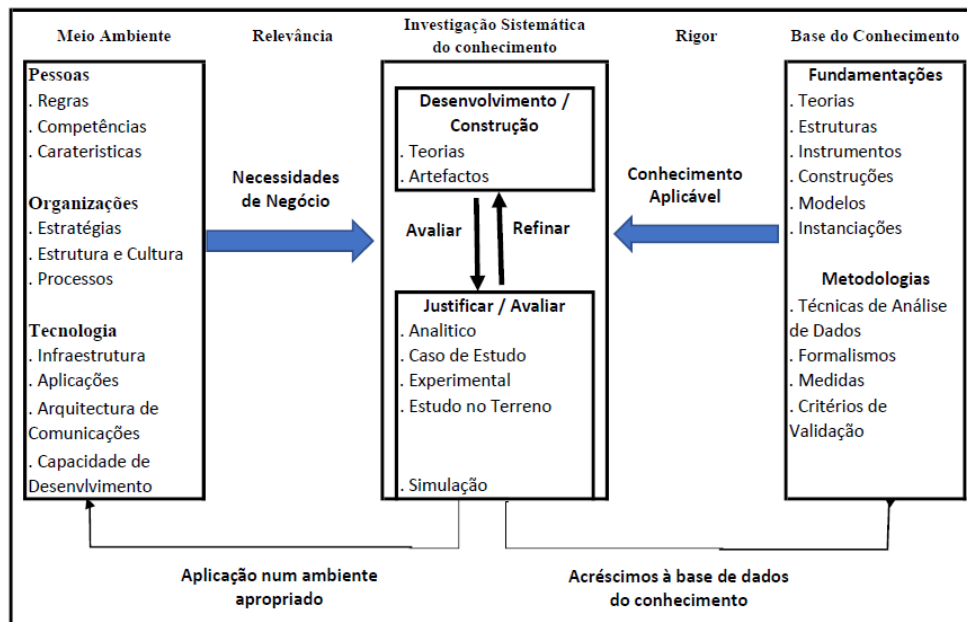 Meio Ambiente
Relevância
Investigação Sistemática
do conhecimento
Rigor
Base do Conhecimento
Pessoas
. Regras
. Competências
. Carateristicas
Organizações
. Estratégias
. Estrutura e Cultura
. Processos
Tecnologia
. Infraestrutura
. Aplicações
. Arquitectura de
Comunicações
. Capacidade de
Desenvlvimento
Necessidades
de Negócio
Desenvolvimento /
Construção
. Teorias
. Artefactos
Avaliar
Refinar
Justificar / Avaliar
. Analitico
. Caso de Estudo
. Experimental
. Estudo no Terreno
. Simulação
Conhecimento
Aplicável
Fundamentações
. Teorias
. Estruturas
. Instrumentos
. Construções
. Modelos
. Instanciações
Metodologias
. Técnicas de Análise
de Dados
. Formalismos
. Medidas
. Critérios de
Validação
Aplicação num ambiente
apropriado
Acréscimos à base de dados
do conhecimento